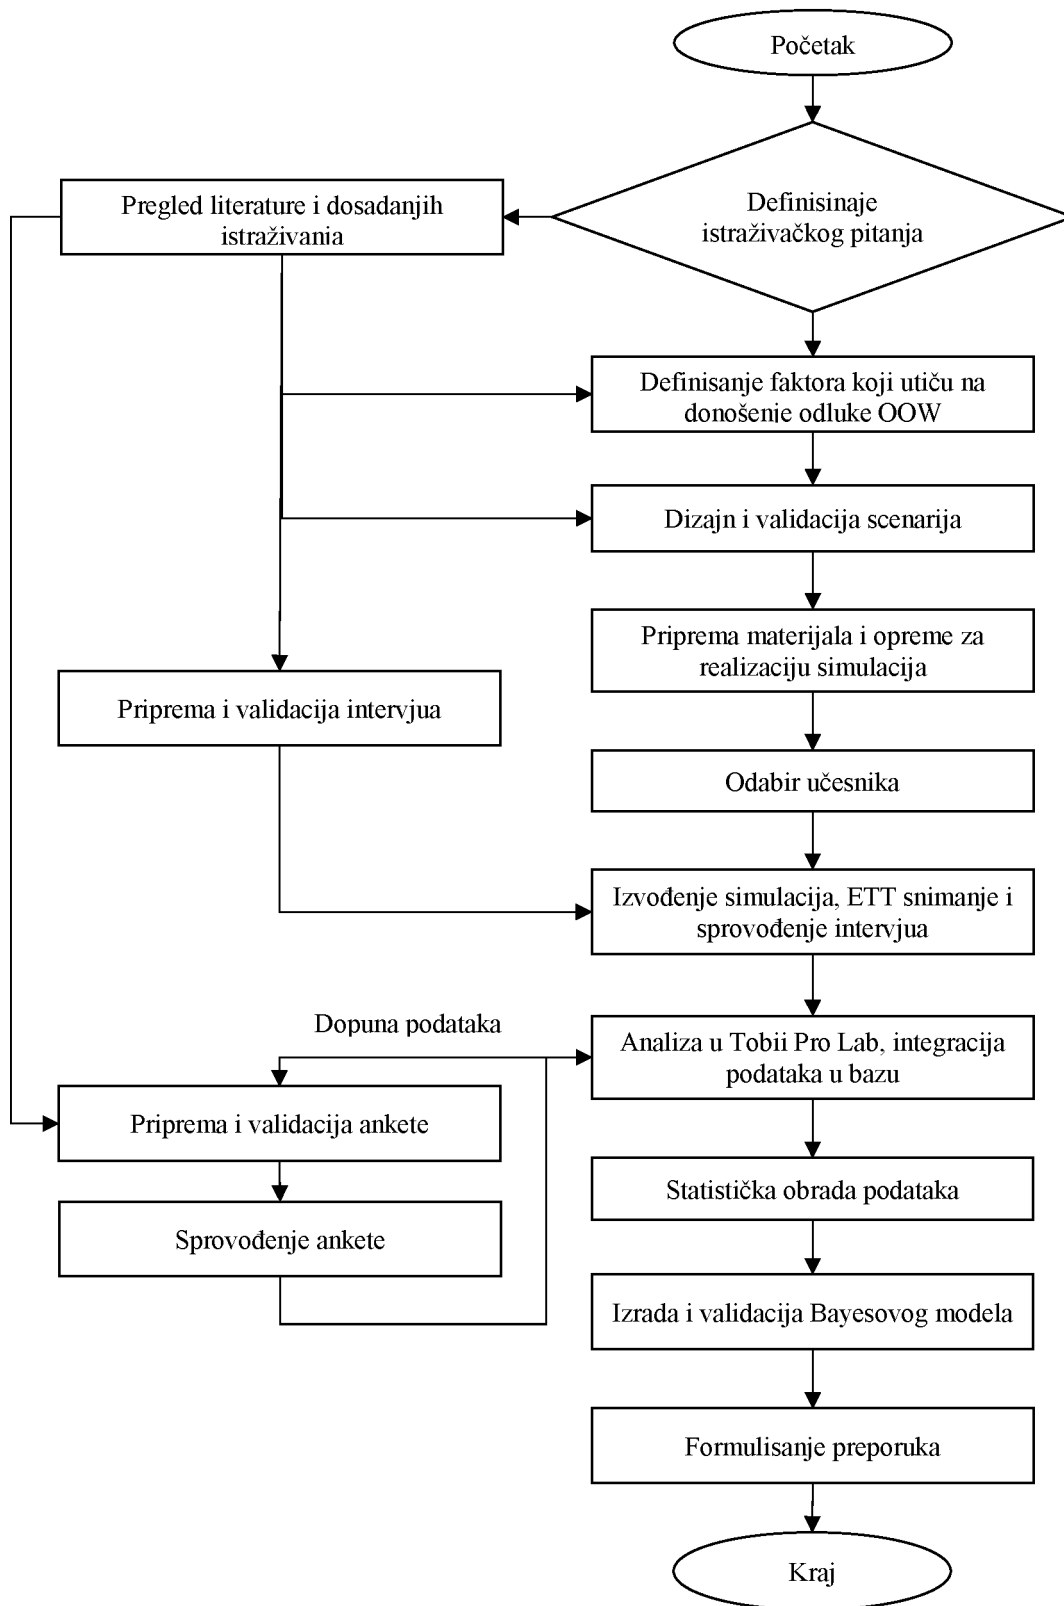 Početak
Definisinaje
istraživačkog pitanja
Pregled literature i dosadanjih
istraživania
Definisanje faktora koji utiču na
donošenje odluke OOW
Dizajn i validacija scenarija
Priprema materijala i opreme za
realizaciju simulacija
Priprema i validacija intervjua
Odabir učesnika
Izvođenje simulacija, ETT snimanje i
sprovođenje intervjua
Dopuna podataka
Analiza u Tobii Pro Lab, integracija
podataka u bazu
Priprema i validacija ankete
Statistička obrada podataka
Sprovođenje ankete
Izrada i validacija Bayesovog modela
Formulisanje preporuka
Kraj